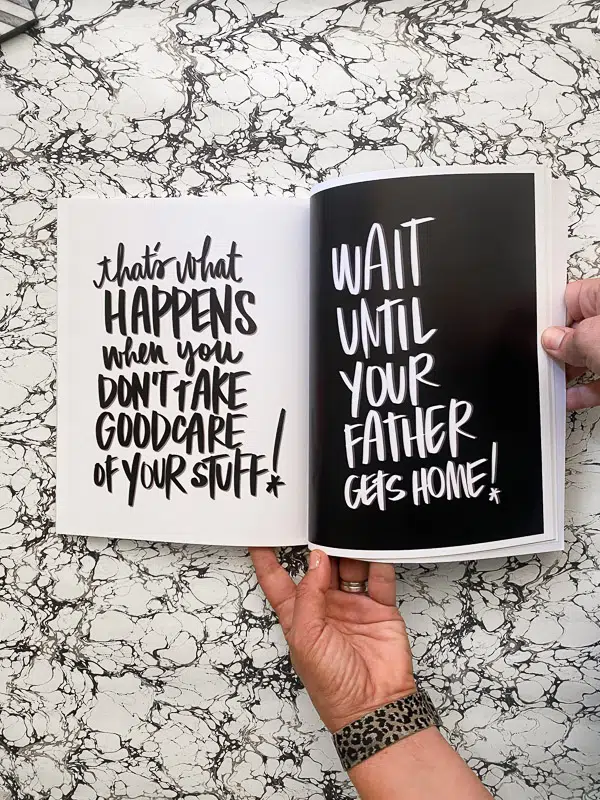 that's what
HAPPENS
when you
DON'T tAKE
GOODCARE
OF YOUR STUFF!
WAIT
UNTIL
YOUR
FATHER
GETS HOME!